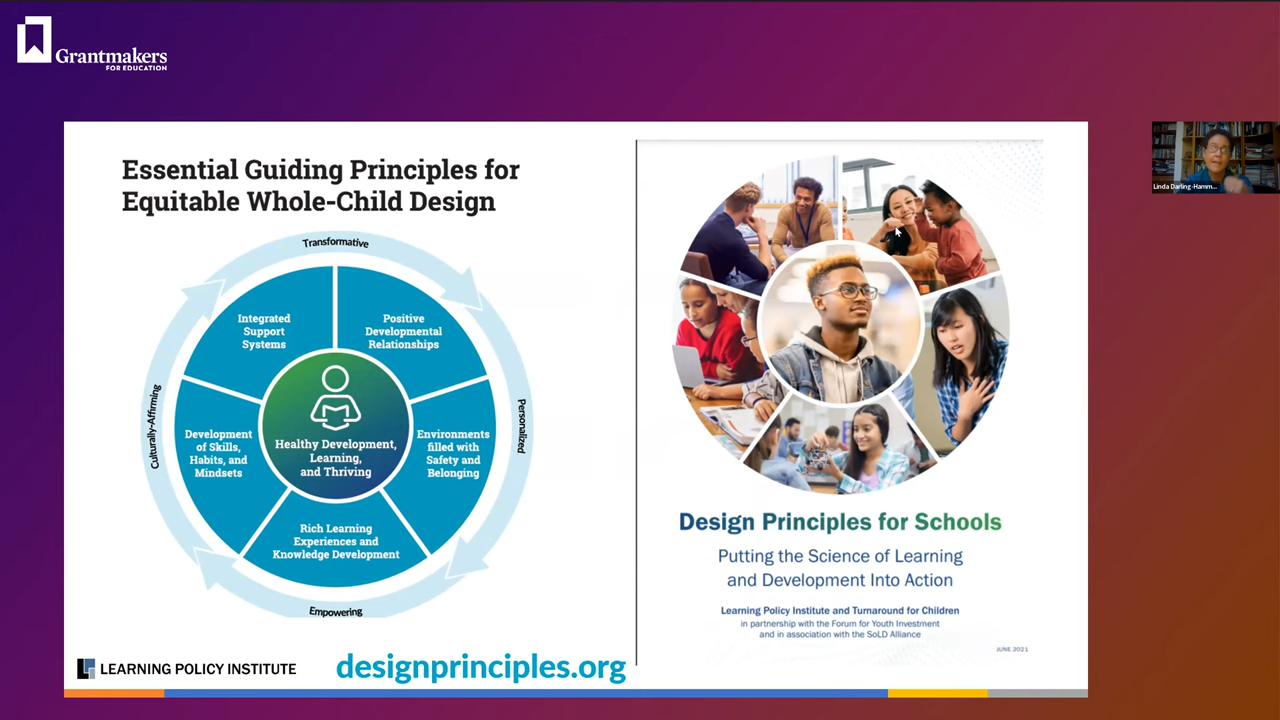 Grantmakers
FOR EDUCATION
Essential Guiding Principles for
Equitable Whole-Child Design
Transformative
Integrated
Support
Systems
Positive
Developmental
Relationships
Culturally-Affirming
Personalized
Development
of Skills,
Habits, and
Mindsets
Healthy Development,
Learning,
and Thriving
Environments
filled with
Safety and
Belonging
Rich Learning
Experiences and
Knowledge Development
Empowering
LEARNING POLICY INSTITUTE
designprinciples.org
Design Principles for Schools
Putting the Science of Learning
and Development Into Action
Learning Policy Institute and Turnaround for Children
in partnership with the Forum for Youth Investment
and in association with the SoLD Alliance
JUNE 2021
Linda Darling-Hamm...